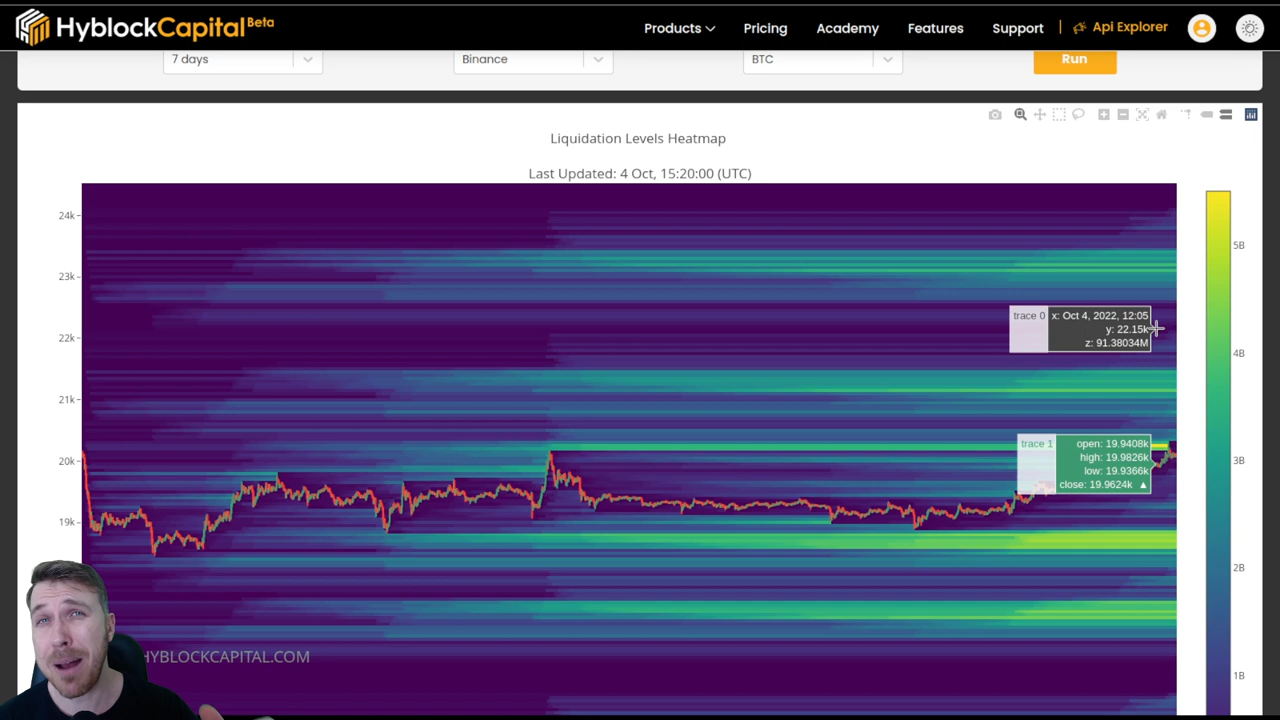 HyblockCapital Beta
Products Pricing Academy Features Support Api Explorer
7 days Binance BTC Run
Liquidation Levels Heatmap
Last Updated: 4 Oct, 15:20:00 (UTC)
24k
23k
22k
21k
20k
19k
5B
4B
3B
2B
1B
trace 0
x: Oct 4, 2022, 12:05
y: 22.15k
z: 91.38034M
trace 1
open: 19.9408k
high: 19.9826k
low: 19.9366k
close: 19.9624k ▲
HYBLOCKCAPITAL.COM